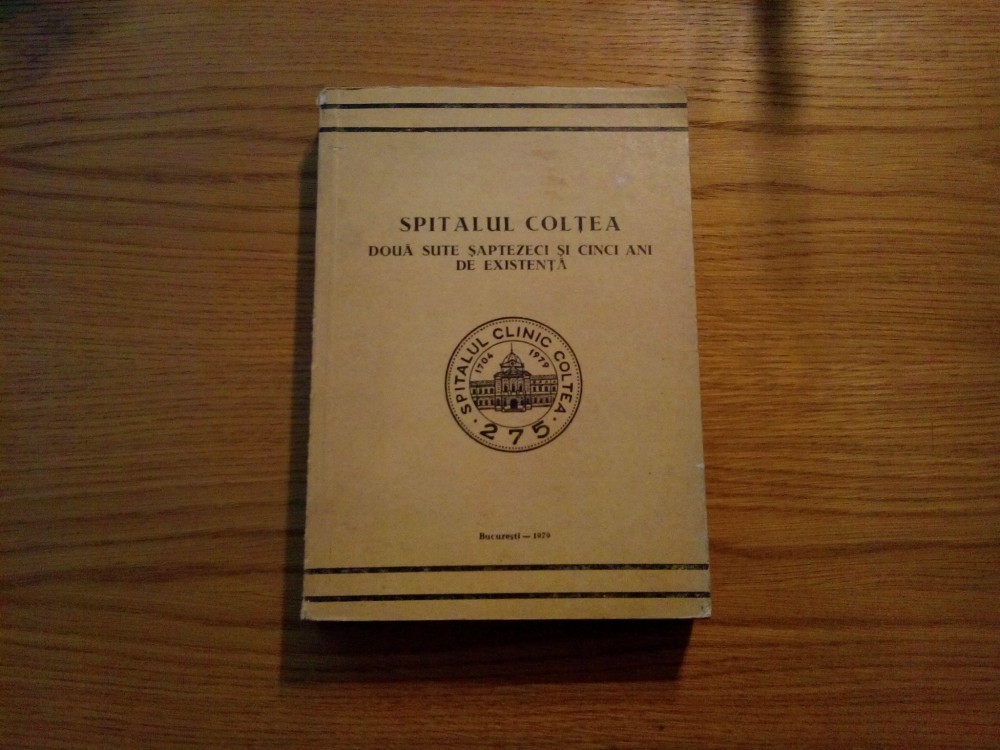 SPITALUL COLȚEA
DOUĂ SUTE ȘAPTEZECI ȘI CINCI ANI
DE EXISTENȚĂ
SPITALUL CLINIC COLȚEA
1704 1979
· 275 ·
București — 1979